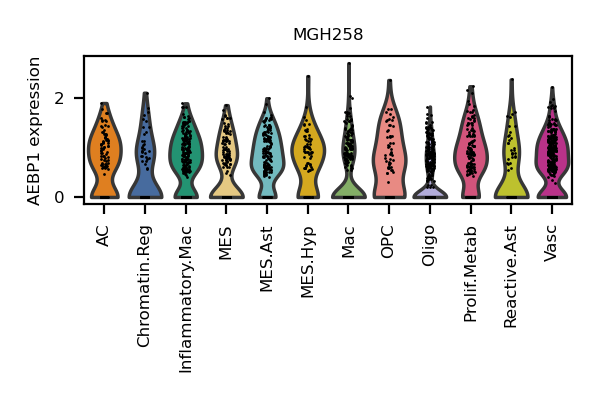 MGH258
AEBP1 expression
2
0
AC
Chromatin.Reg
Inflammatory.Mac
MES
MES.Ast
MES.Hyp
Mac
OPC
Oligo
Prolif.Metab
Reactive.Ast
Vasc